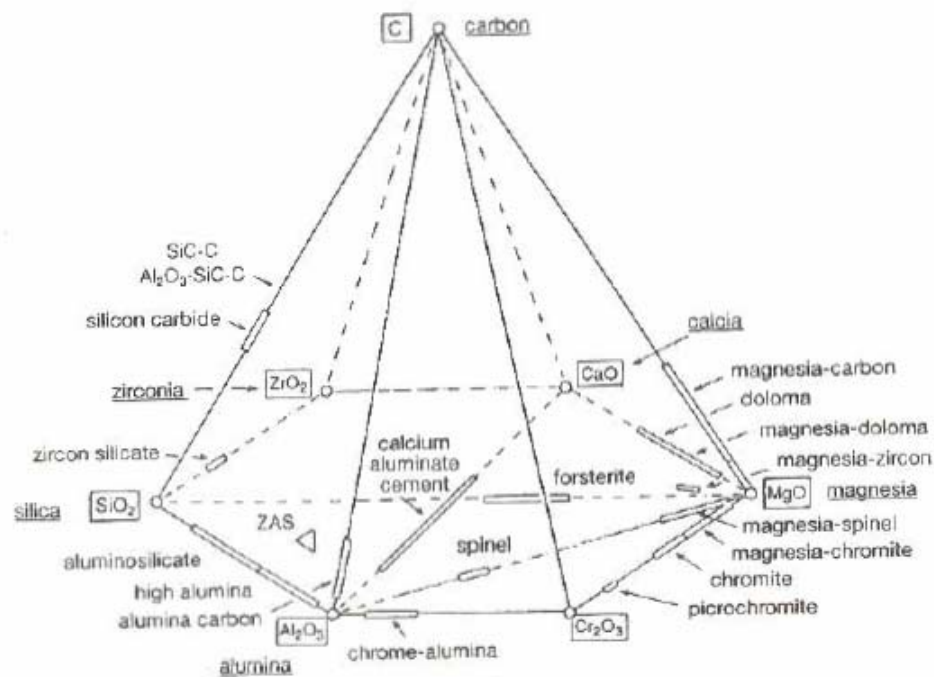 C carbon
SiC-C
Al₂O₃-SiC-C
silicon carbide
calcia
zirconia
ZrO₂
CaO
magnesia-carbon
doloma
magnesia-doloma
magnesia-zircon
zircon silicate
calcium
aluminate
cement
forsterite
silica
SiO₂
MgO
magnesia
ZAS
spinel
magnesia-spinel
magnesia-chromite
chromite
picrochromite
aluminosilicate
high alumina
alumina carbon
Al₂O₃
Cr₂O₃
chrome-alumina
alumina